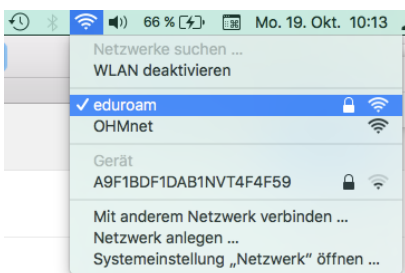 66 % Mo. 19. Okt. 10:13
Netzwerke suchen ...
WLAN deaktivieren
eduroam
OHMnet
Gerät
A9F1BDF1DAB1NVT4F4F59
Mit anderem Netzwerk verbinden ...
Netzwerk anlegen ...
Systemeinstellung „Netzwerk“ öffnen ...